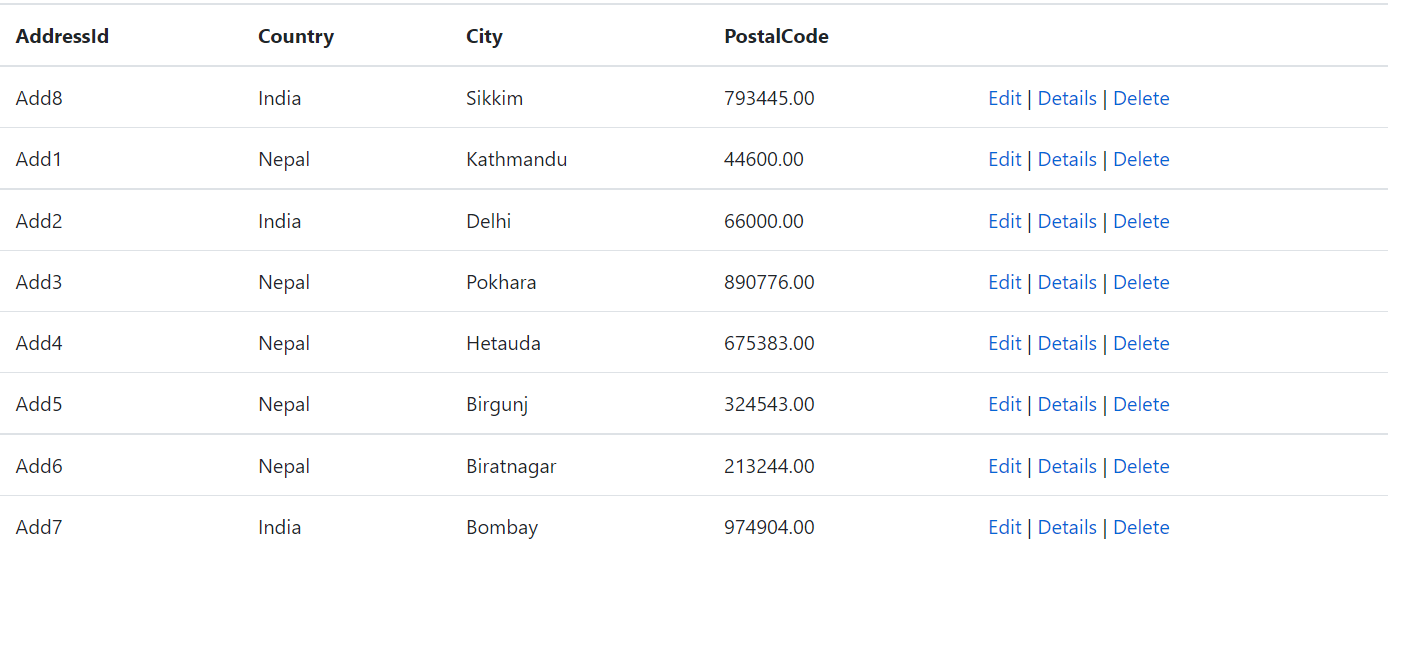 AddressId Country City PostalCode
Add8 India Sikkim 793445.00 Edit | Details | Delete
Add1 Nepal Kathmandu 44600.00 Edit | Details | Delete
Add2 India Delhi 66000.00 Edit | Details | Delete
Add3 Nepal Pokhara 890776.00 Edit | Details | Delete
Add4 Nepal Hetauda 675383.00 Edit | Details | Delete
Add5 Nepal Birgunj 324543.00 Edit | Details | Delete
Add6 Nepal Biratnagar 213244.00 Edit | Details | Delete
Add7 India Bombay 974904.00 Edit | Details | Delete